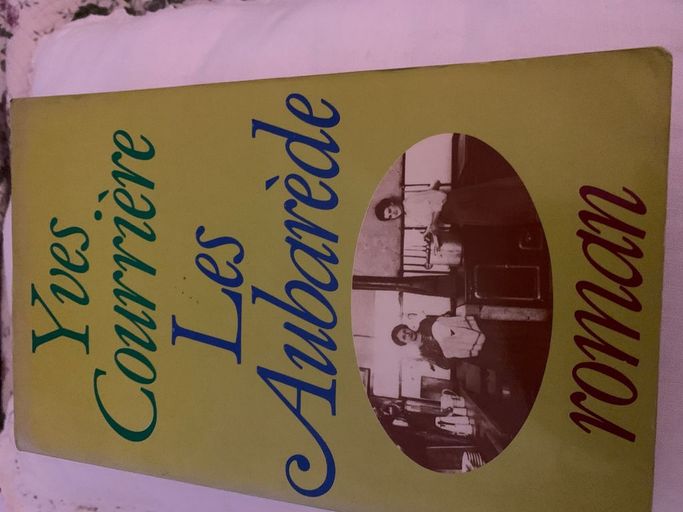 Yves
Courrière
Les
Aubarède
roman